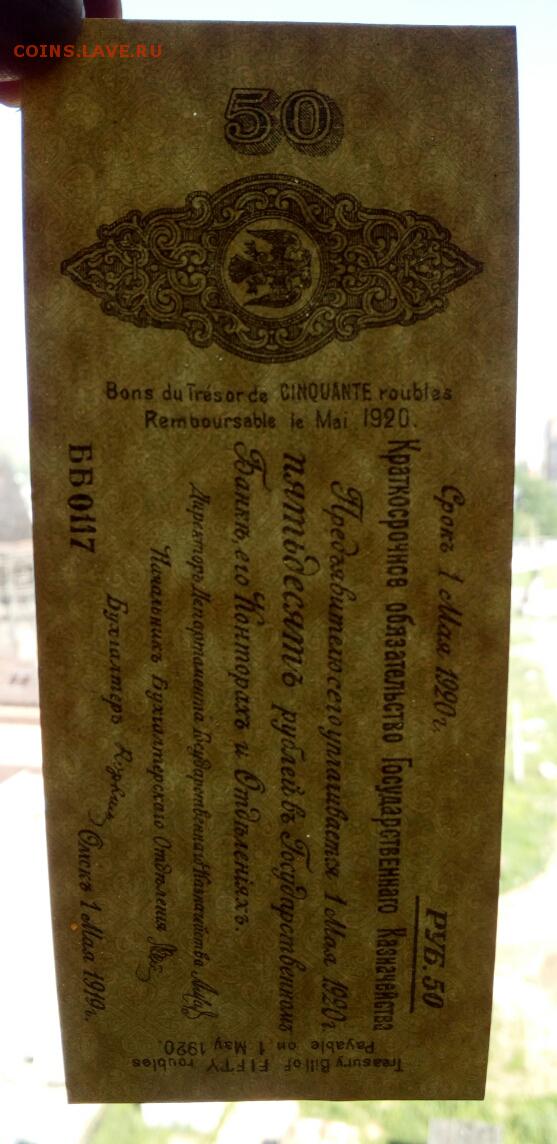 COINS.LAVE.RU
50
Bons du Trésor de CINQUANTE roubles
Remboursable le Mai 1920.
Срокъ 1 Мая 1920г.
Краткосрочное обязательство Государственнаго Казначейства
РУБ. 50
Предъявителю сего уплачивается 1 Мая 1920г.
пятьдесятъ рублей въ Государственномъ
Банкѣ, его Конторахъ и Отдѣленіяхъ.
Директоръ Департамента Государственнаго Казначейства
Начальникъ Бухгалтерскаго Отдѣленія
Бухгалтеръ
ББ 0117
Омскъ 1 Мая 1919г.
Treasury Bill of FIFTY roubles
Payable on 1 May 1920.